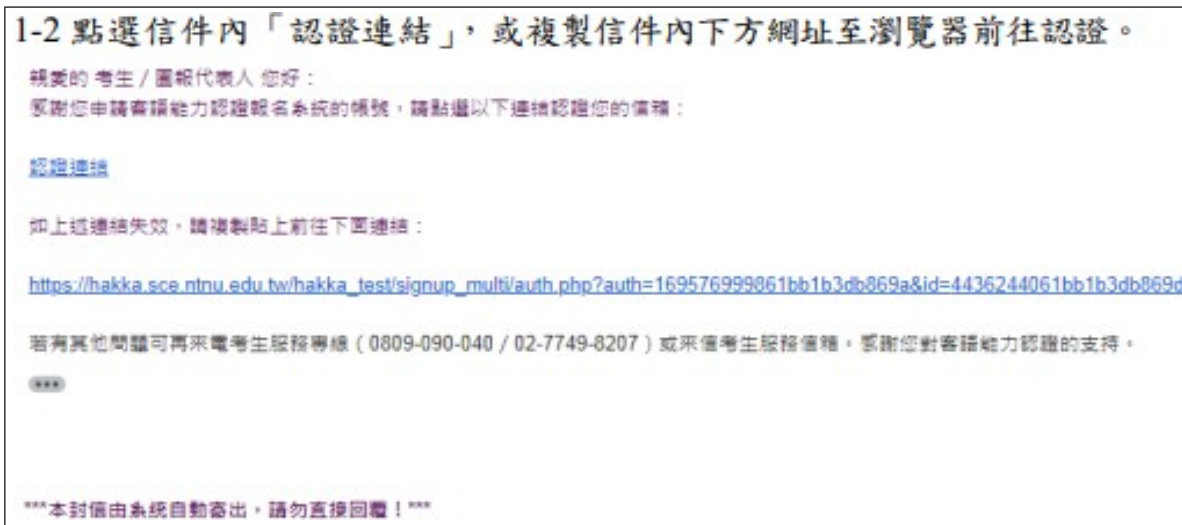 1-2 點選信件內「認證連結」，或複製信件內下方網址至瀏覽器前往認證。
親愛的 考生 / 團報代表人 您好：
感謝您申請客語能力認證報名系統的帳號，請點選以下連結認證您的信箱：
認證連結
如上述連結失效，請複製貼上前往下面連結：
https://hakka.sce.ntnu.edu.tw/hakka_test/signup_multi/auth.php?auth=169576999861bb1b3db869a&id=4436244061bb1b3db869d
若有其他問題可再來電考生服務專線（0809-090-040 / 02-7749-8207）或來信考生服務信箱，感謝您對客語能力認證的支持。
***本封信由系統自動寄出，請勿直接回覆！***